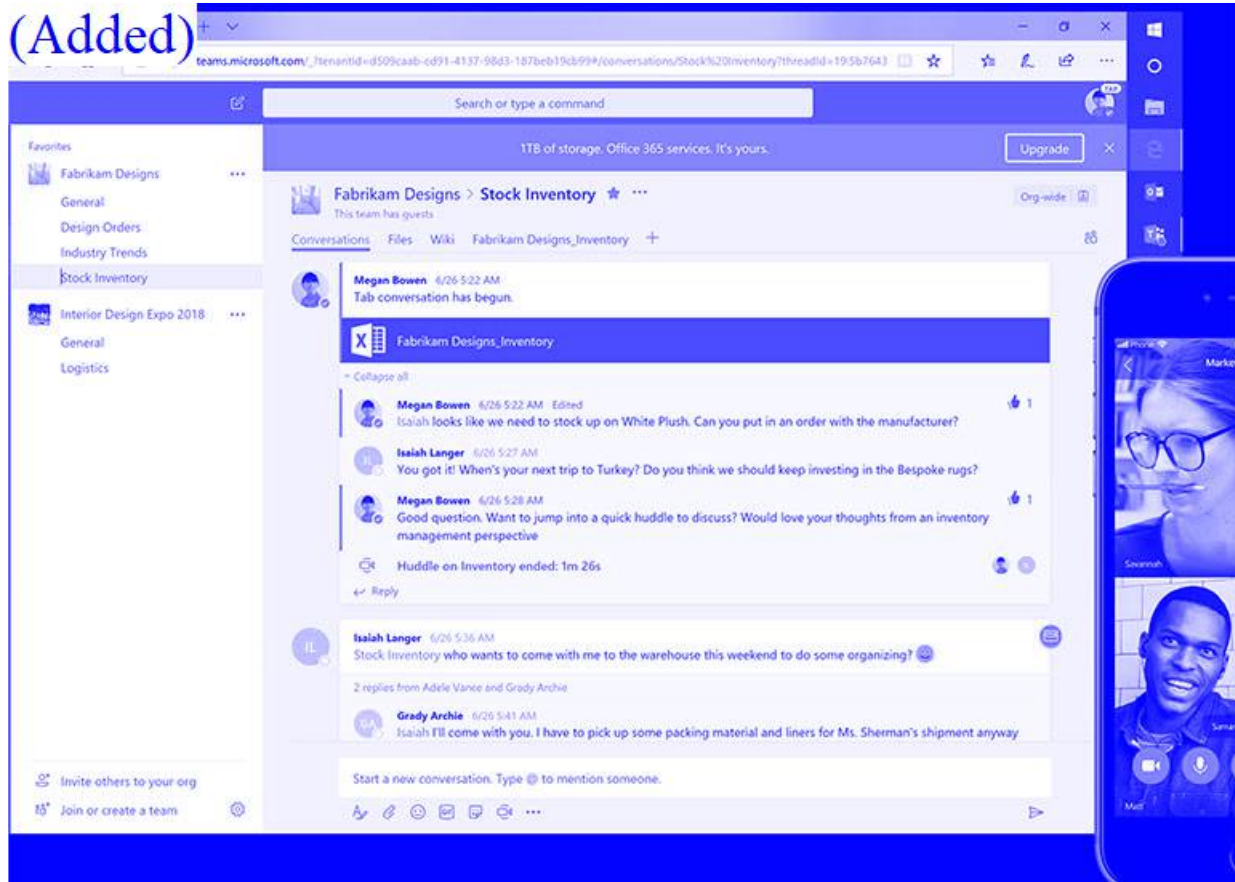 (Added)
teams.microsoft.com/_?tenantId=d509caab-cd91-4137-98d3-187beb19cb99#/conversations/Stock%20Inventory?threadId=19:5b7643
Search or type a command
TAP
Favorites
Fabrikam Designs
General
Design Orders
Industry Trends
Stock Inventory
Interior Design Expo 2018
General
Logistics
Invite others to your org
Join or create a team
1TB of storage. Office 365 services. It's yours.
Upgrade
Fabrikam Designs > Stock Inventory
Org-wide
This team has guests
Conversations Files Wiki Fabrikam Designs_Inventory
Megan Bowen 6/26 5:22 AM
Tab conversation has begun.
Fabrikam Designs_Inventory
Collapse all
Megan Bowen 6/26 5:22 AM Edited
1
Isaiah looks like we need to stock up on White Plush. Can you put in an order with the manufacturer?
IL
Isaiah Langer 6/26 5:27 AM
You got it! When's your next trip to Turkey? Do you think we should keep investing in the Bespoke rugs?
Megan Bowen 6/26 5:28 AM
1
Good question. Want to jump into a quick huddle to discuss? Would love your thoughts from an inventory
management perspective
Huddle on Inventory ended: 1m 26s
Reply
IL
Isaiah Langer 6/26 5:36 AM
Stock Inventory who wants to come with me to the warehouse this weekend to do some organizing?
2 replies from Adele Vance and Grady Archie
GA
Grady Archie 6/26 5:41 AM
Isaiah I'll come with you. I have to pick up some packing material and liners for Ms. Sherman's shipment anyway
Start a new conversation. Type @ to mention someone.
GIF
Phone
Marke
Savannah
Saman
Matt